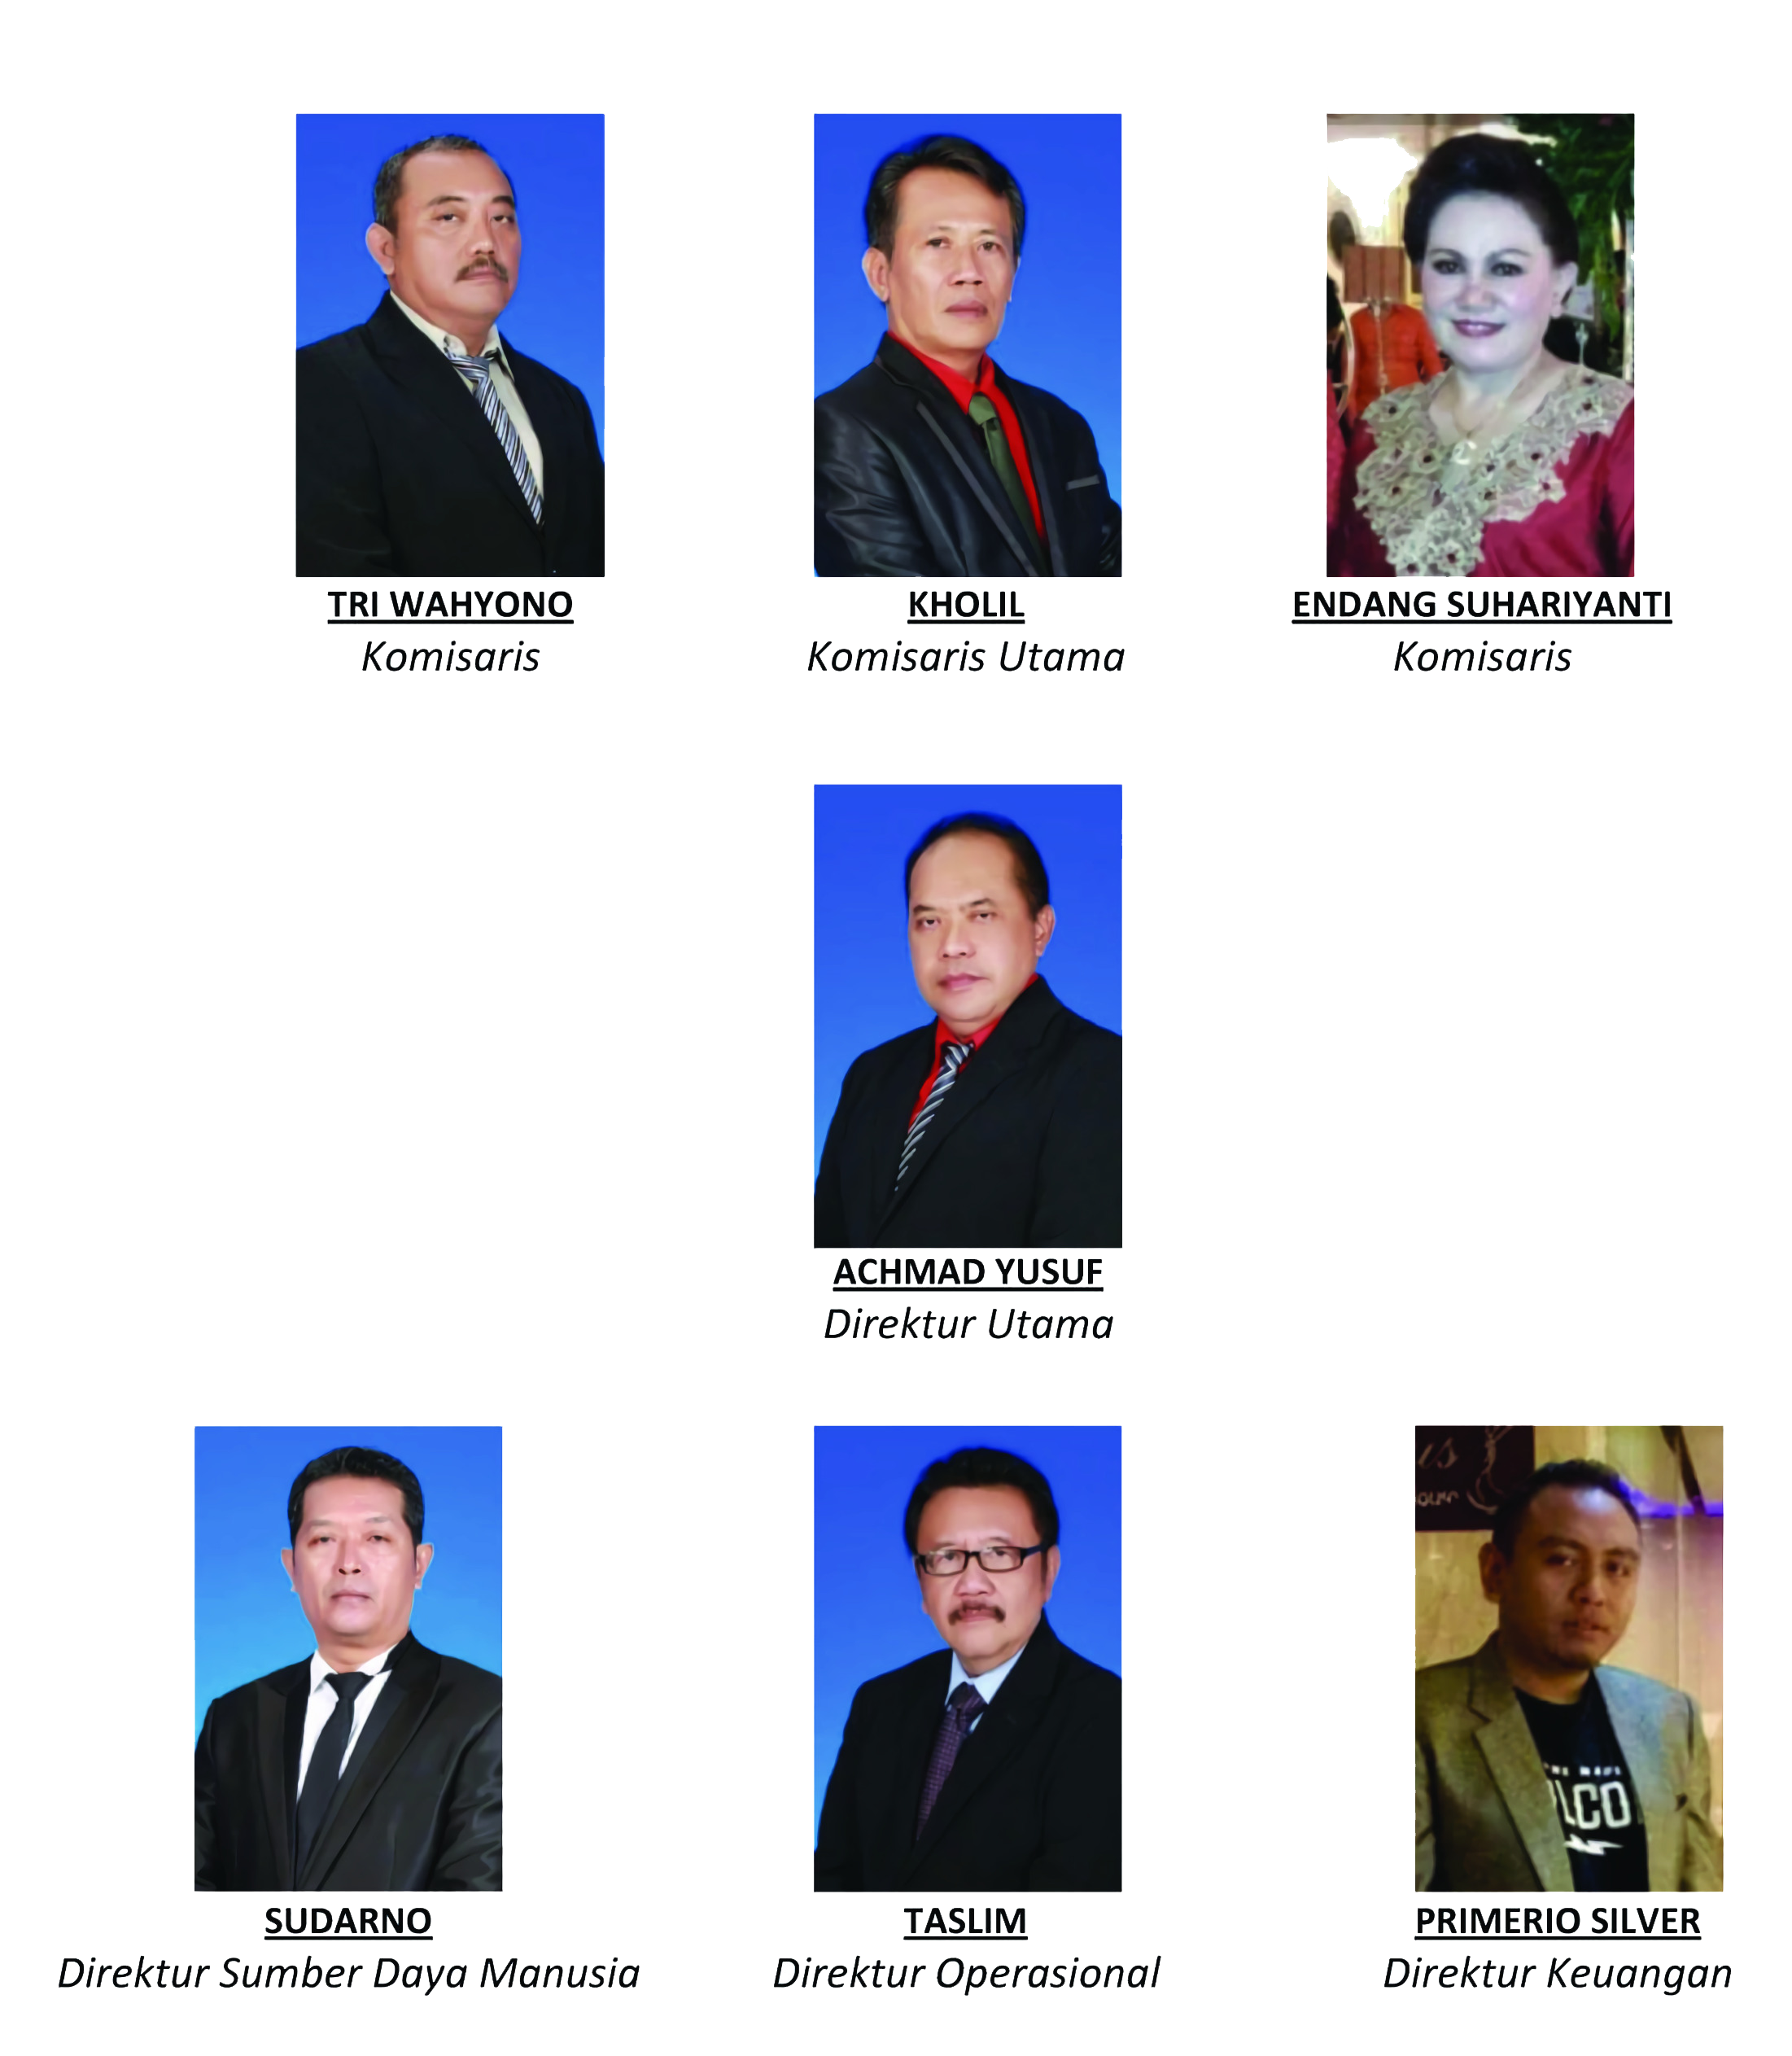 TRI WAHYONO
Komisaris
KHOLIL
Komisaris Utama
ENDANG SUHARIYANTI
Komisaris
ACHMAD YUSUF
Direktur Utama
SUDARNO
Direktur Sumber Daya Manusia
TASLIM
Direktur Operasional
PRIMERIO SILVER
Direktur Keuangan